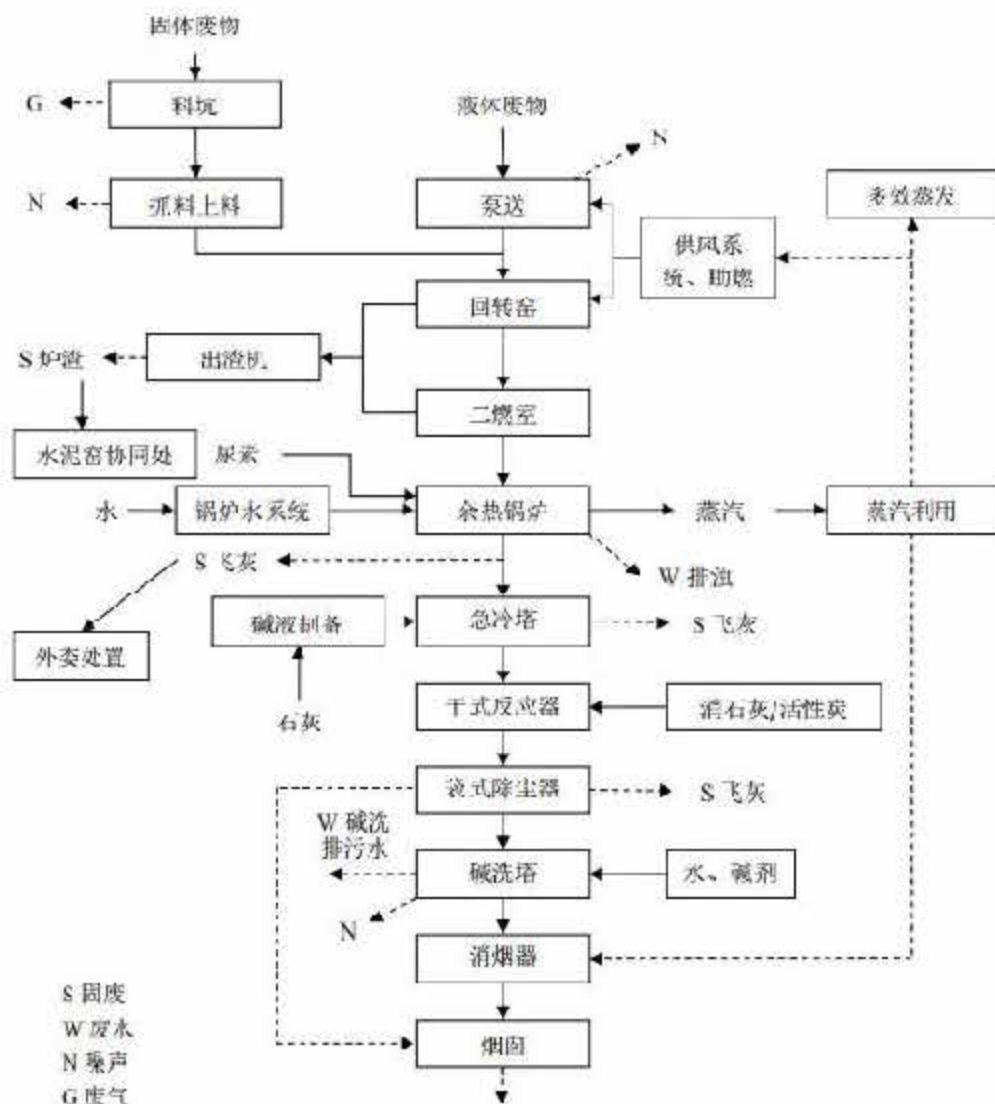 固体废物
G
料坑
液体废物
N
N
抓料上料
泵送
多效蒸发
供风系
统、助燃
回转窑
S 炉渣
出渣机
二燃室
水泥窑协同处
尿素
水
锅炉水系统
余热锅炉
蒸汽
蒸汽利用
S 飞灰
W 排浊
碱液制备
急冷塔
S 飞灰
外委处置
石灰
干式反应器
消石灰/活性炭
袋式除尘器
S 飞灰
W 碱洗
排污水
碱洗塔
水、碱剂
N
消烟器
S 固废
W 废水
烟囱
N 噪声
G 废气